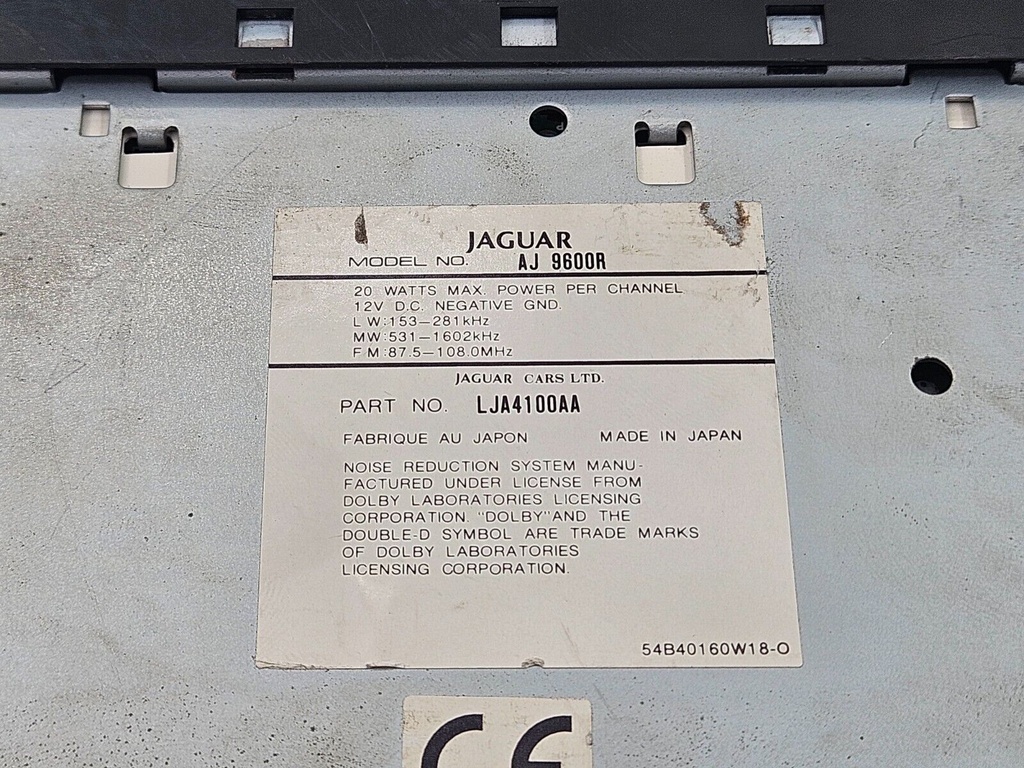 JAGUAR
MODEL NO. AJ 9600R
20 WATTS MAX. POWER PER CHANNEL
12V D.C. NEGATIVE GND.
LW:153–281kHz
MW:531–1602kHz
FM:87.5–108.0MHz
JAGUAR CARS LTD.
PART NO. LJA4100AA
FABRIQUE AU JAPON MADE IN JAPAN
NOISE REDUCTION SYSTEM MANU-
FACTURED UNDER LICENSE FROM
DOLBY LABORATORIES LICENSING
CORPORATION. "DOLBY"AND THE
DOUBLE-D SYMBOL ARE TRADE MARKS
OF DOLBY LABORATORIES
LICENSING CORPORATION.
54B40160W18-O
CE